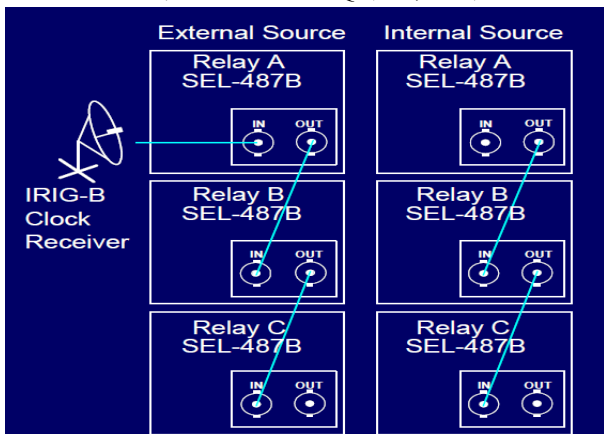 External Source
Internal Source
Relay A
SEL-487B
IN OUT
Relay A
SEL-487B
IN OUT
IRIG-B
Clock
Receiver
Relay B
SEL-487B
IN OUT
Relay B
SEL-487B
IN OUT
Relay C
SEL-487B
IN OUT
Relay C
SEL-487B
IN OUT